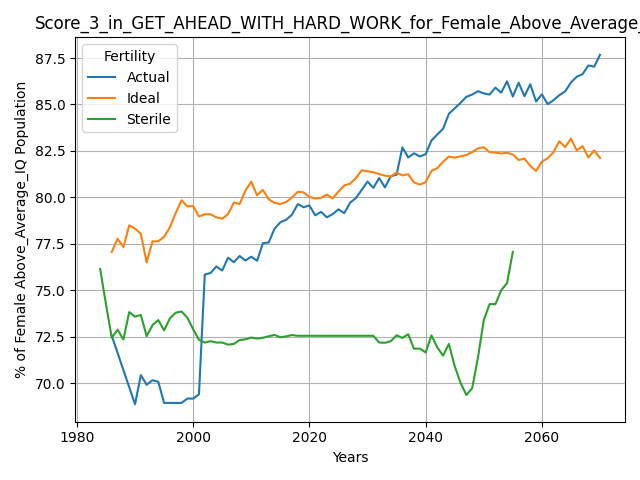 Score_3_in_GET_AHEAD_WITH_HARD_WORK_for_Female_Above_Average_
% of Female Above_Average_IQ Population
87.5
85.0
82.5
80.0
77.5
75.0
72.5
70.0
Fertility
Actual
Ideal
Sterile
1980
2000
2020
2040
2060
Years